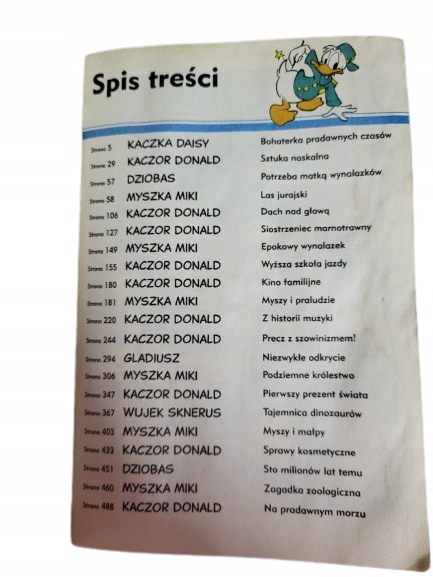 Spis treści
Strona 5 KACZKA DAISY Bohaterka pradawnych czasów
Strona 29 KACZOR DONALD Sztuka naskalna
Strona 57 DZIOBAS Potrzeba matką wynalazków
Strona 58 MYSZKA MIKI Las jurajski
Strona 106 KACZOR DONALD Dach nad głową
Strona 127 KACZOR DONALD Siostrzeniec marnotrawny
Strona 149 MYSZKA MIKI Epokowy wynalazek
Strona 155 KACZOR DONALD Wyższa szkoła jazdy
Strona 180 KACZOR DONALD Kino familijne
Strona 181 MYSZKA MIKI Myszy i praludzie
Strona 220 KACZOR DONALD Z historii muzyki
Strona 244 KACZOR DONALD Precz z szowinizmem!
Strona 294 GLADIUSZ Niezwykłe odkrycie
Strona 306 MYSZKA MIKI Podziemne królestwo
Strona 347 KACZOR DONALD Pierwszy prezent świata
Strona 367 WUJEK SKNERUS Tajemnica dinozaurów
Strona 403 MYSZKA MIKI Myszy i małpy
Strona 433 KACZOR DONALD Sprawy kosmetyczne
Strona 451 DZIOBAS Sto milionów lat temu
Strona 460 MYSZKA MIKI Zagadka zoologiczna
Strona 488 KACZOR DONALD Na pradawnym morzu